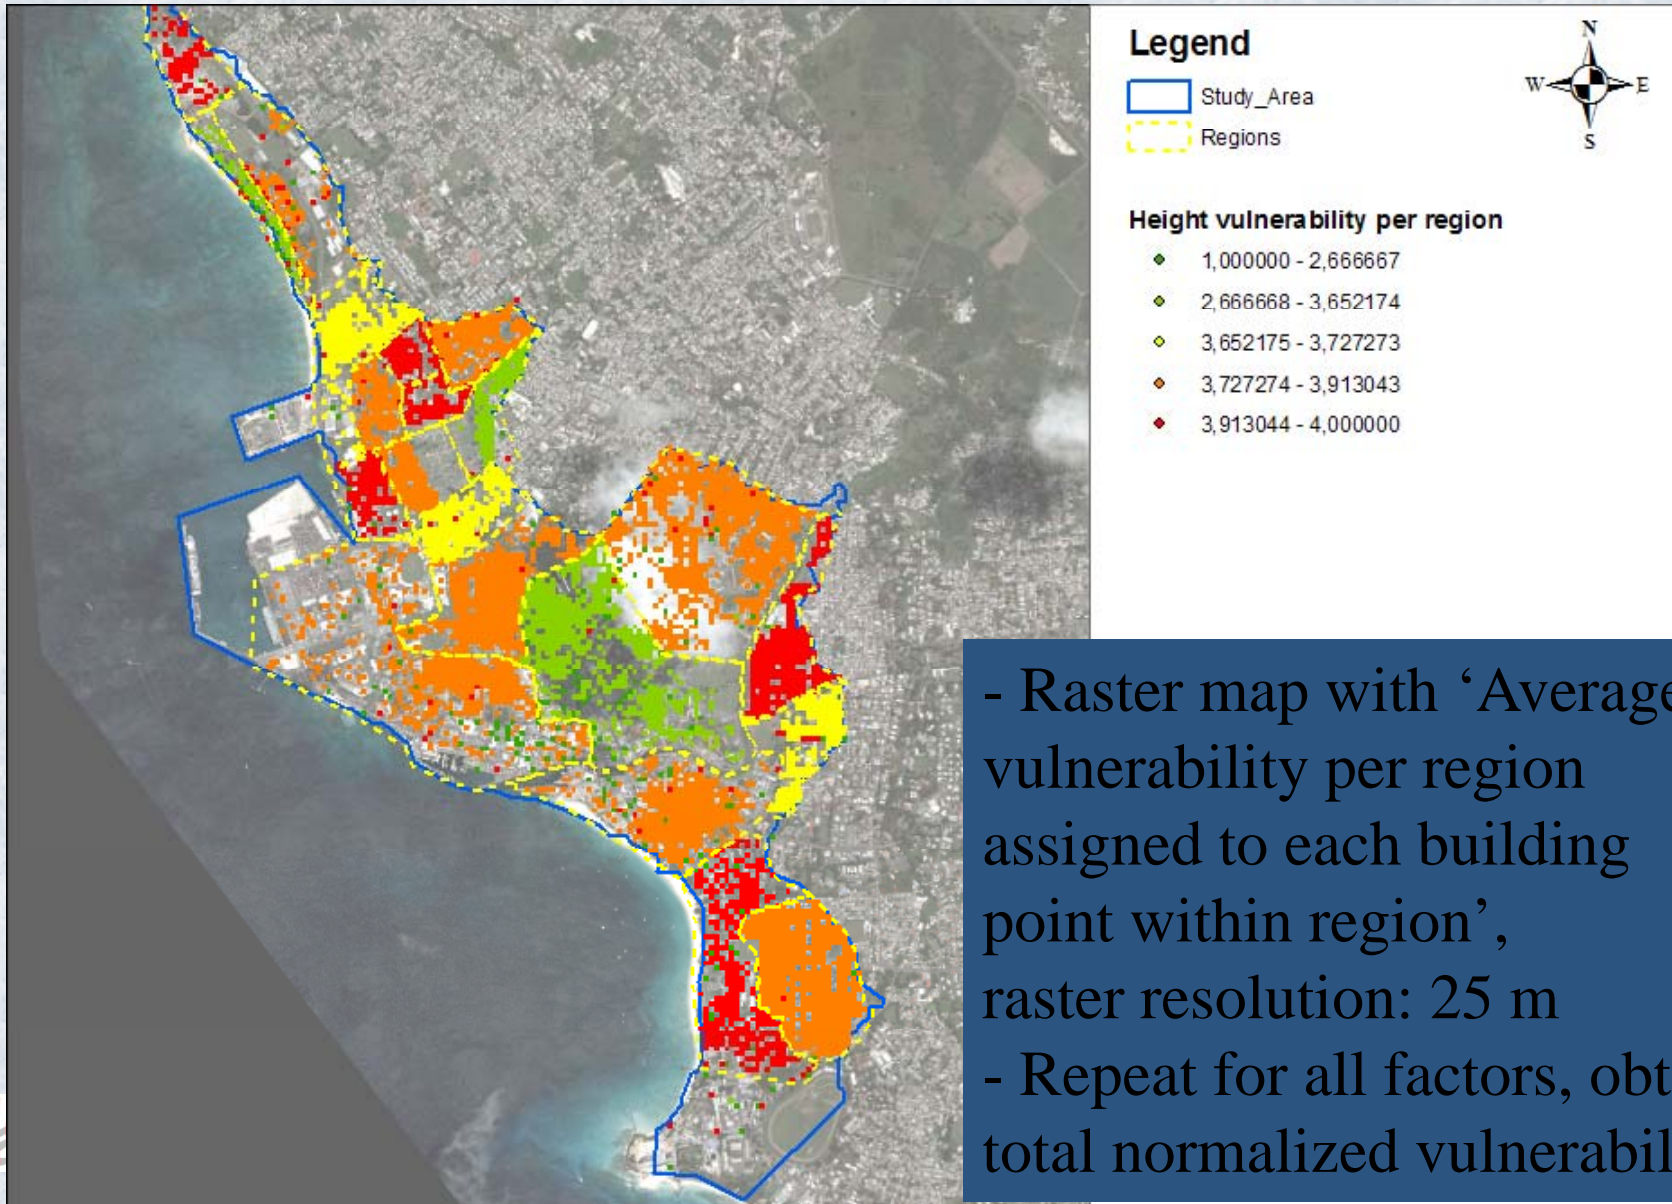 Legend
N
W E
S
Study_Area
Regions
Height vulnerability per region
1,000000 - 2,666667
2,666668 - 3,652174
3,652175 - 3,727273
3,727274 - 3,913043
3,913044 - 4,000000
- Raster map with ‘Average
vulnerability per region
assigned to each building
point within region’,
raster resolution: 25 m
- Repeat for all factors,
total normalized